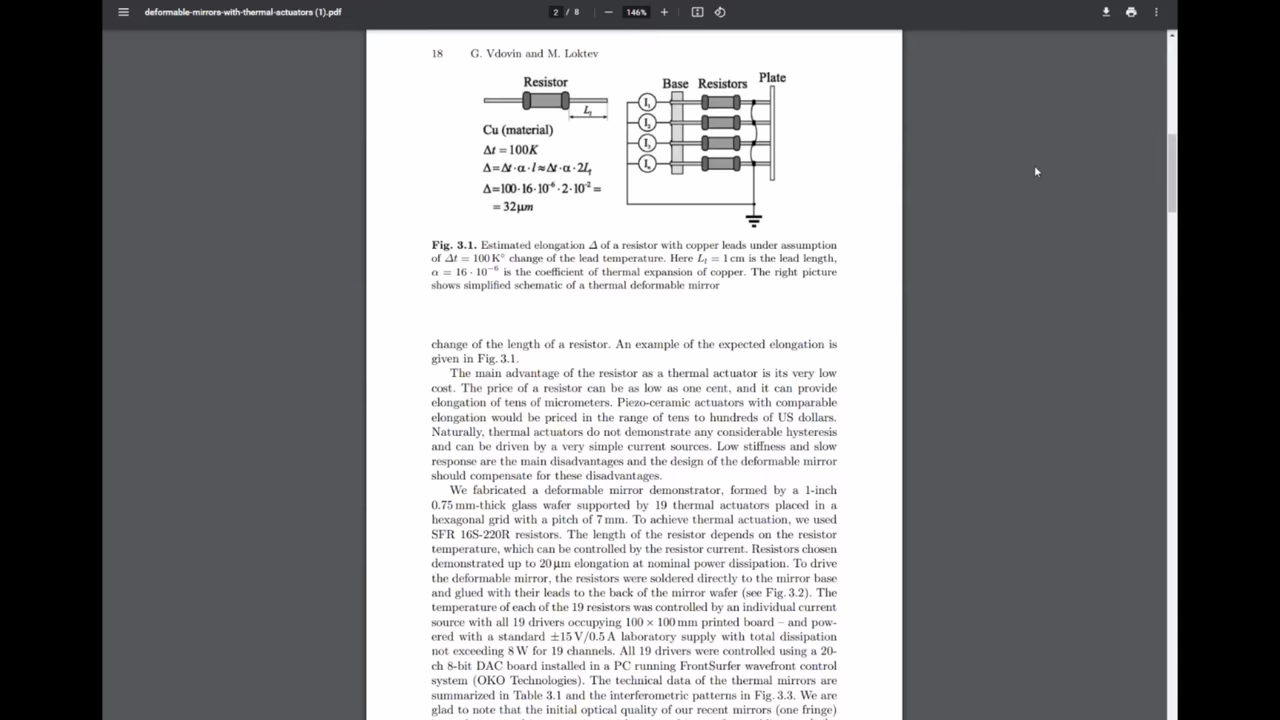 deformable-mirrors-with-thermal-actuators (1).pdf
2 / 8
146%
18 G. Vdovin and M. Loktev
Resistor
L₁
Cu (material)
Δt = 100K
Δ=Δt·α·l≈Δt·α·2L₁
Δ=100·16·10⁻⁶·2·10⁻²=
= 32μm
Base Resistors Plate
I₁
I₂
I₃
Iₙ
Fig. 3.1. Estimated elongation Δ of a resistor with copper leads under assumption
of Δt = 100 K° change of the lead temperature. Here L₁ = 1 cm is the lead length,
α = 16 · 10⁻⁶ is the coefficient of thermal expansion of copper. The right picture
shows simplified schematic of a thermal deformable mirror
change of the length of a resistor. An example of the expected elongation is
given in Fig. 3.1.
The main advantage of the resistor as a thermal actuator is its very low
cost. The price of a resistor can be as low as one cent, and it can provide
elongation of tens of micrometers. Piezo-ceramic actuators with comparable
elongation would be priced in the range of tens to hundreds of US dollars.
Naturally, thermal actuators do not demonstrate any considerable hysteresis
and can be driven by a very simple current sources. Low stiffness and slow
response are the main disadvantages and the design of the deformable mirror
should compensate for these disadvantages.
We fabricated a deformable mirror demonstrator, formed by a 1-inch
0.75 mm-thick glass wafer supported by 19 thermal actuators placed in a
hexagonal grid with a pitch of 7 mm. To achieve thermal actuation, we used
SFR 16S-220R resistors. The length of the resistor depends on the resistor
temperature, which can be controlled by the resistor current. Resistors chosen
demonstrated up to 20 μm elongation at nominal power dissipation. To drive
the deformable mirror, the resistors were soldered directly to the mirror base
and glued with their leads to the back of the mirror wafer (see Fig. 3.2). The
temperature of each of the 19 resistors was controlled by an individual current
source with all 19 drivers occupying 100 × 100 mm printed board – and pow-
ered with a standard ±15 V/0.5 A laboratory supply with total dissipation
not exceeding 8 W for 19 channels. All 19 drivers were controlled using a 20-
ch 8-bit DAC board installed in a PC running FrontSurfer wavefront control
system (OKO Technologies). The technical data of the thermal mirrors are
summarized in Table 3.1 and the interferometric patterns in Fig. 3.3. We are
glad to note that the initial optical quality of our recent mirrors (one fringe)